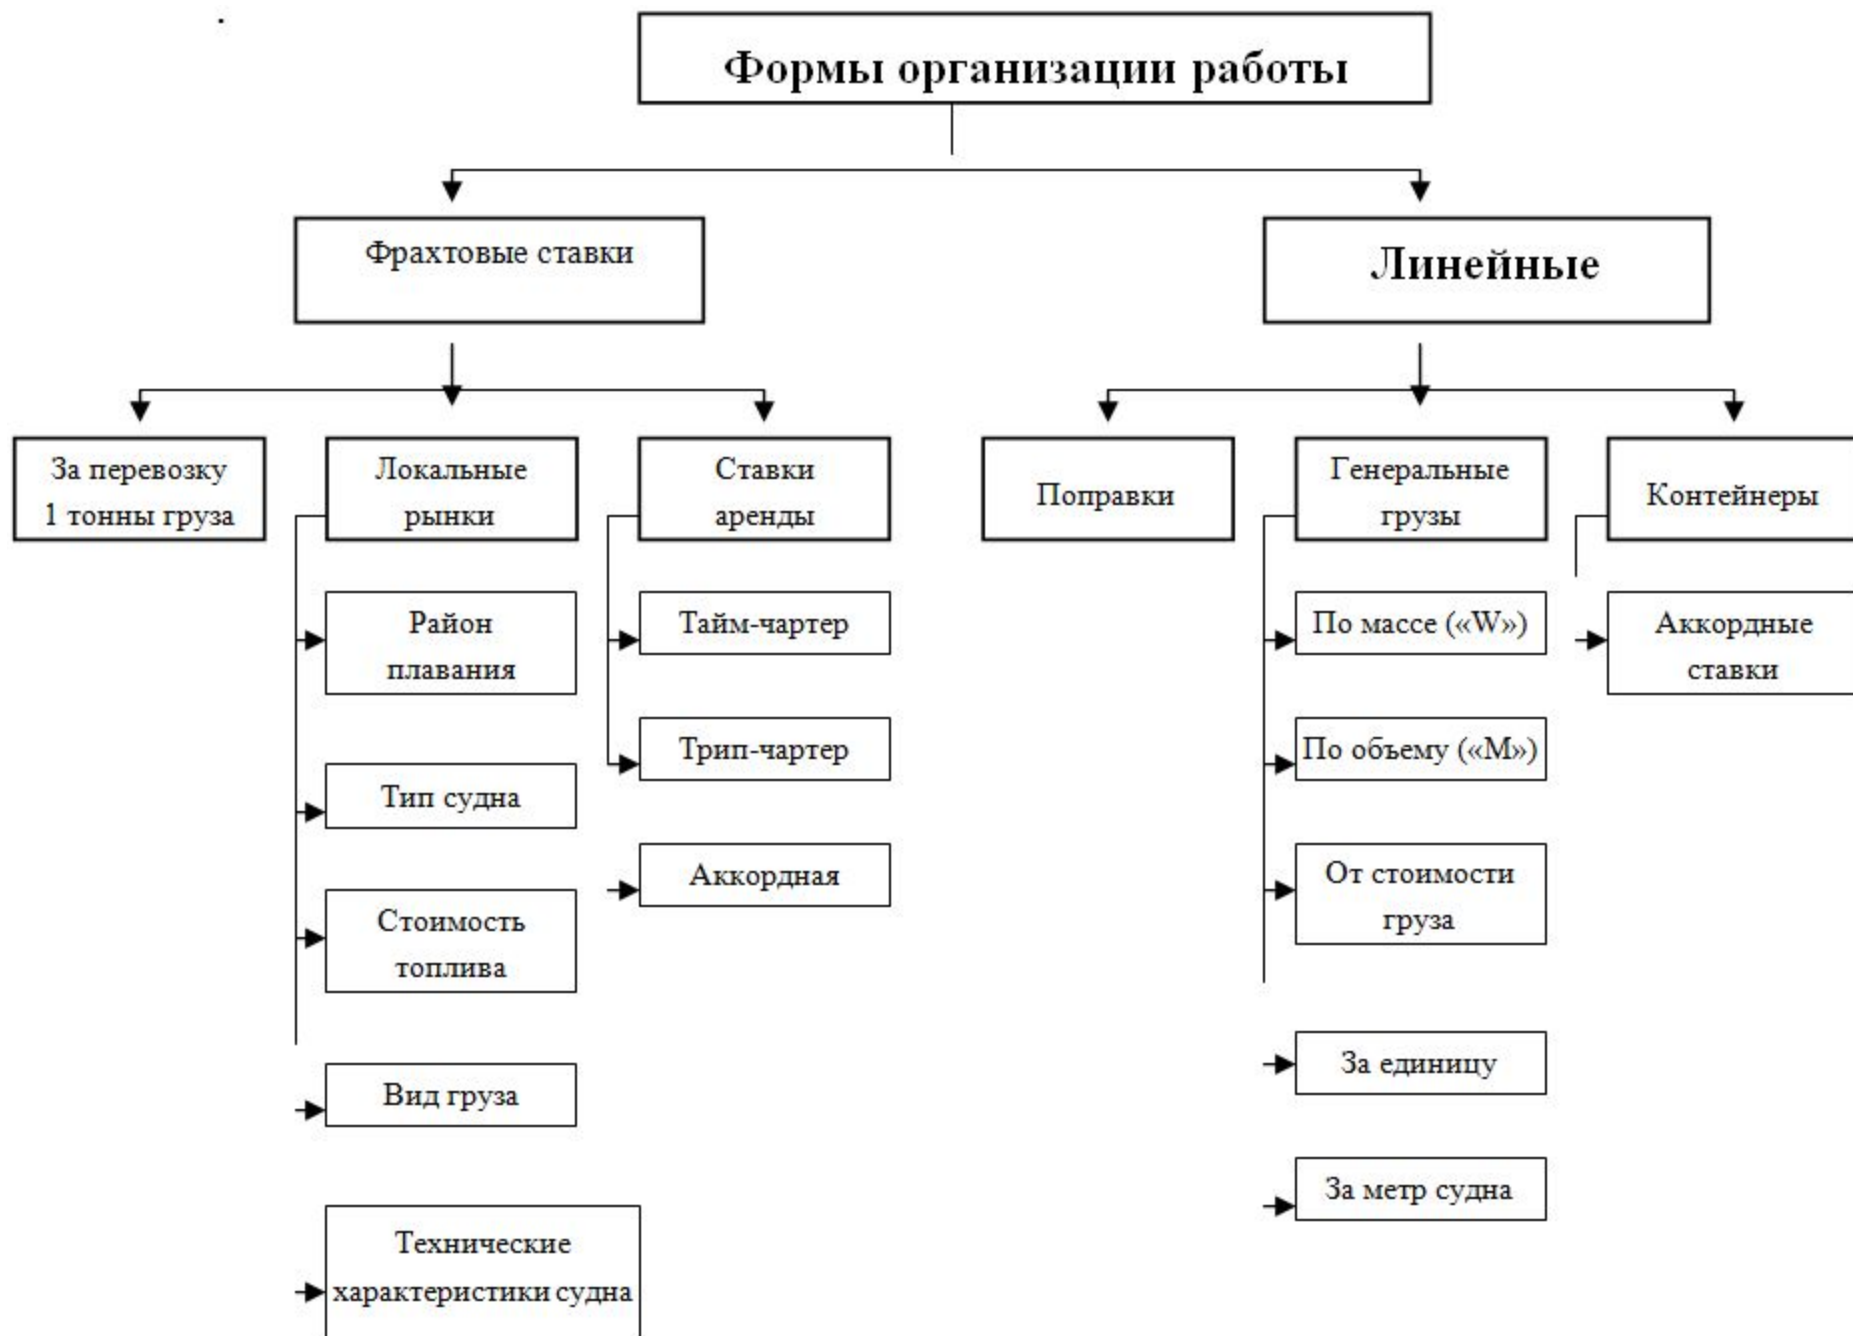 Формы организации работы
Фрахтовые ставки
Линейные
За перевозку
1 тонны груза
Локальные
рынки
Ставки
аренды
Поправки
Генеральные
грузы
Контейнеры
Район
плавания
Тайм-чартер
По массе («W»)
Аккордные
ставки
Трип-чартер
По объему («М»)
Тип судна
Аккордная
От стоимости
груза
Стоимость
топлива
За единицу
Вид груза
За метр судна
Технические
характеристики судна